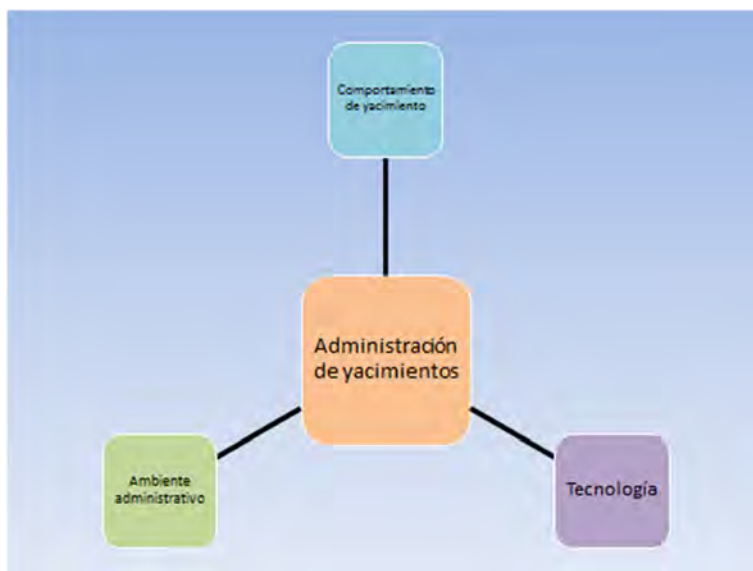 Comportamiento
de yacimiento
Administración
de yacimientos
Ambiente
administrativo
Tecnología